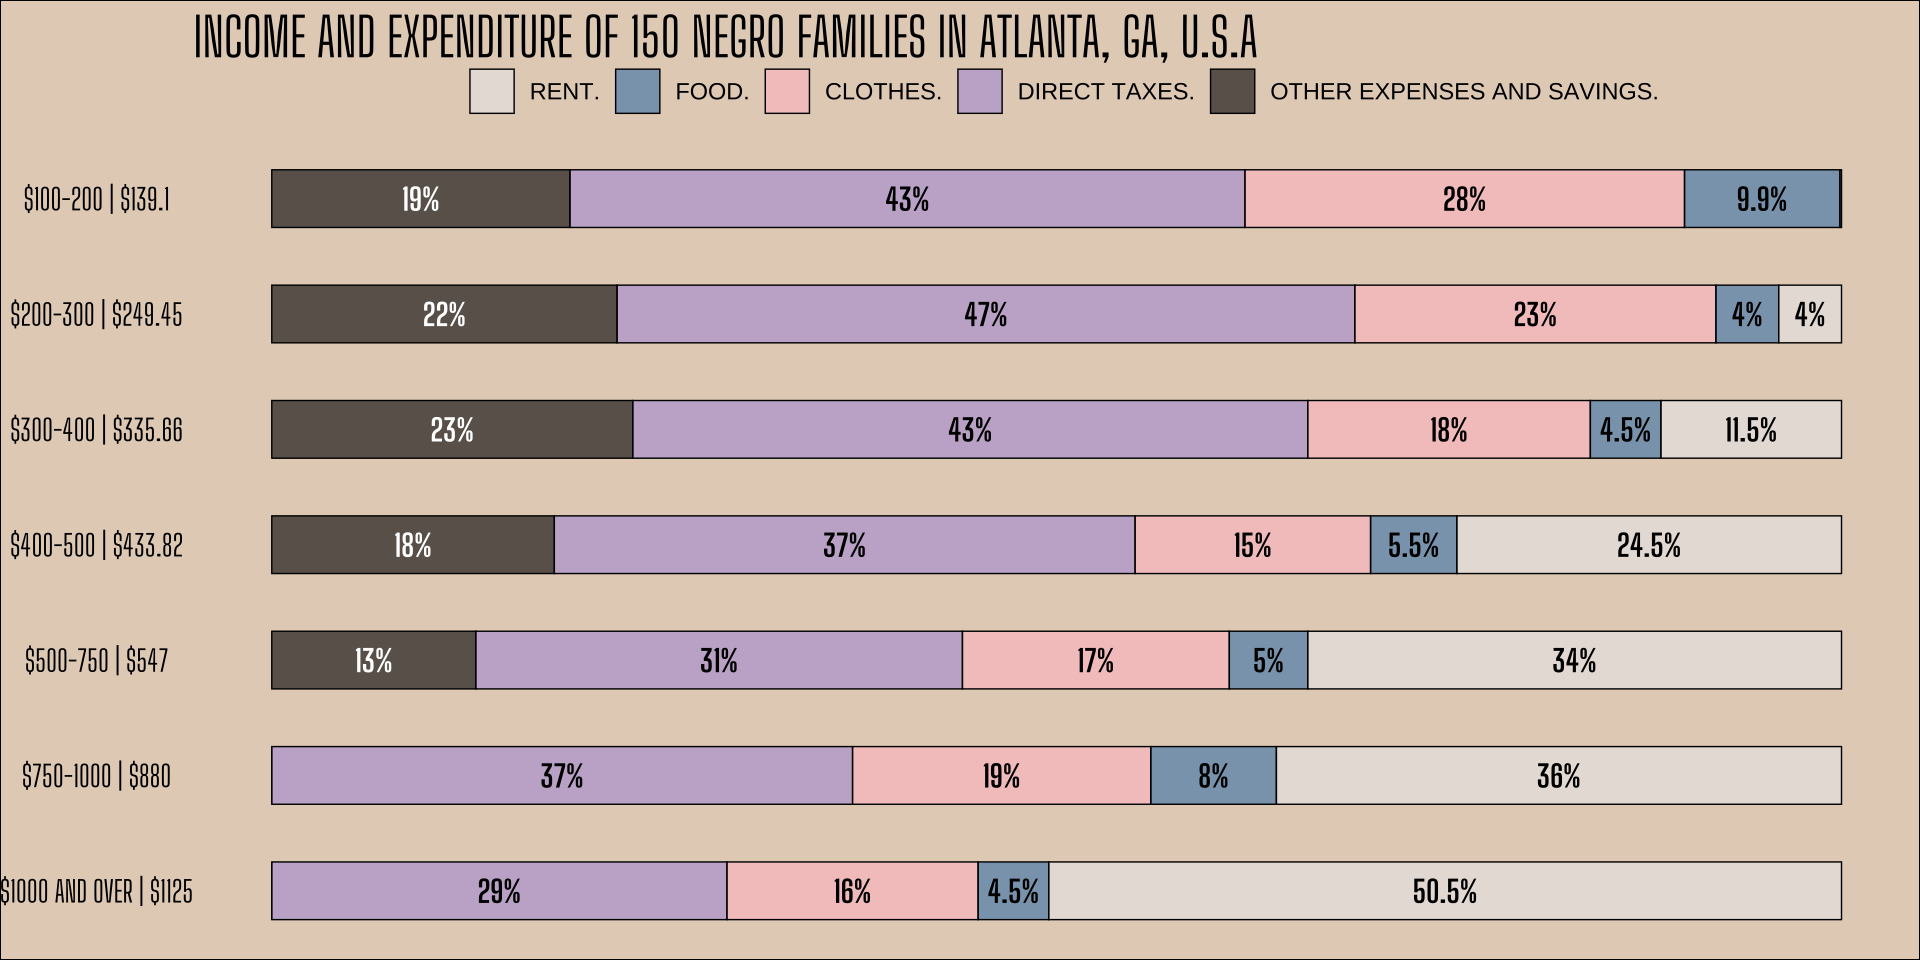 INCOME AND EXPENDITURE OF 150 NEGRO FAMILIES IN ATLANTA, GA, U.S.A
RENT. FOOD. CLOTHES. DIRECT TAXES. OTHER EXPENSES AND SAVINGS.
$100-200 | $139.1 19% 43% 28% 9.9%
$200-300 | $249.45 22% 47% 23% 4% 4%
$300-400 | $335.66 23% 43% 18% 4.5% 11.5%
$400-500 | $433.82 18% 37% 15% 5.5% 24.5%
$500-750 | $547 13% 31% 17% 5% 34%
$750-1000 | $880 37% 19% 8% 36%
$1000 AND OVER | $1125 29% 16% 4.5% 50.5%